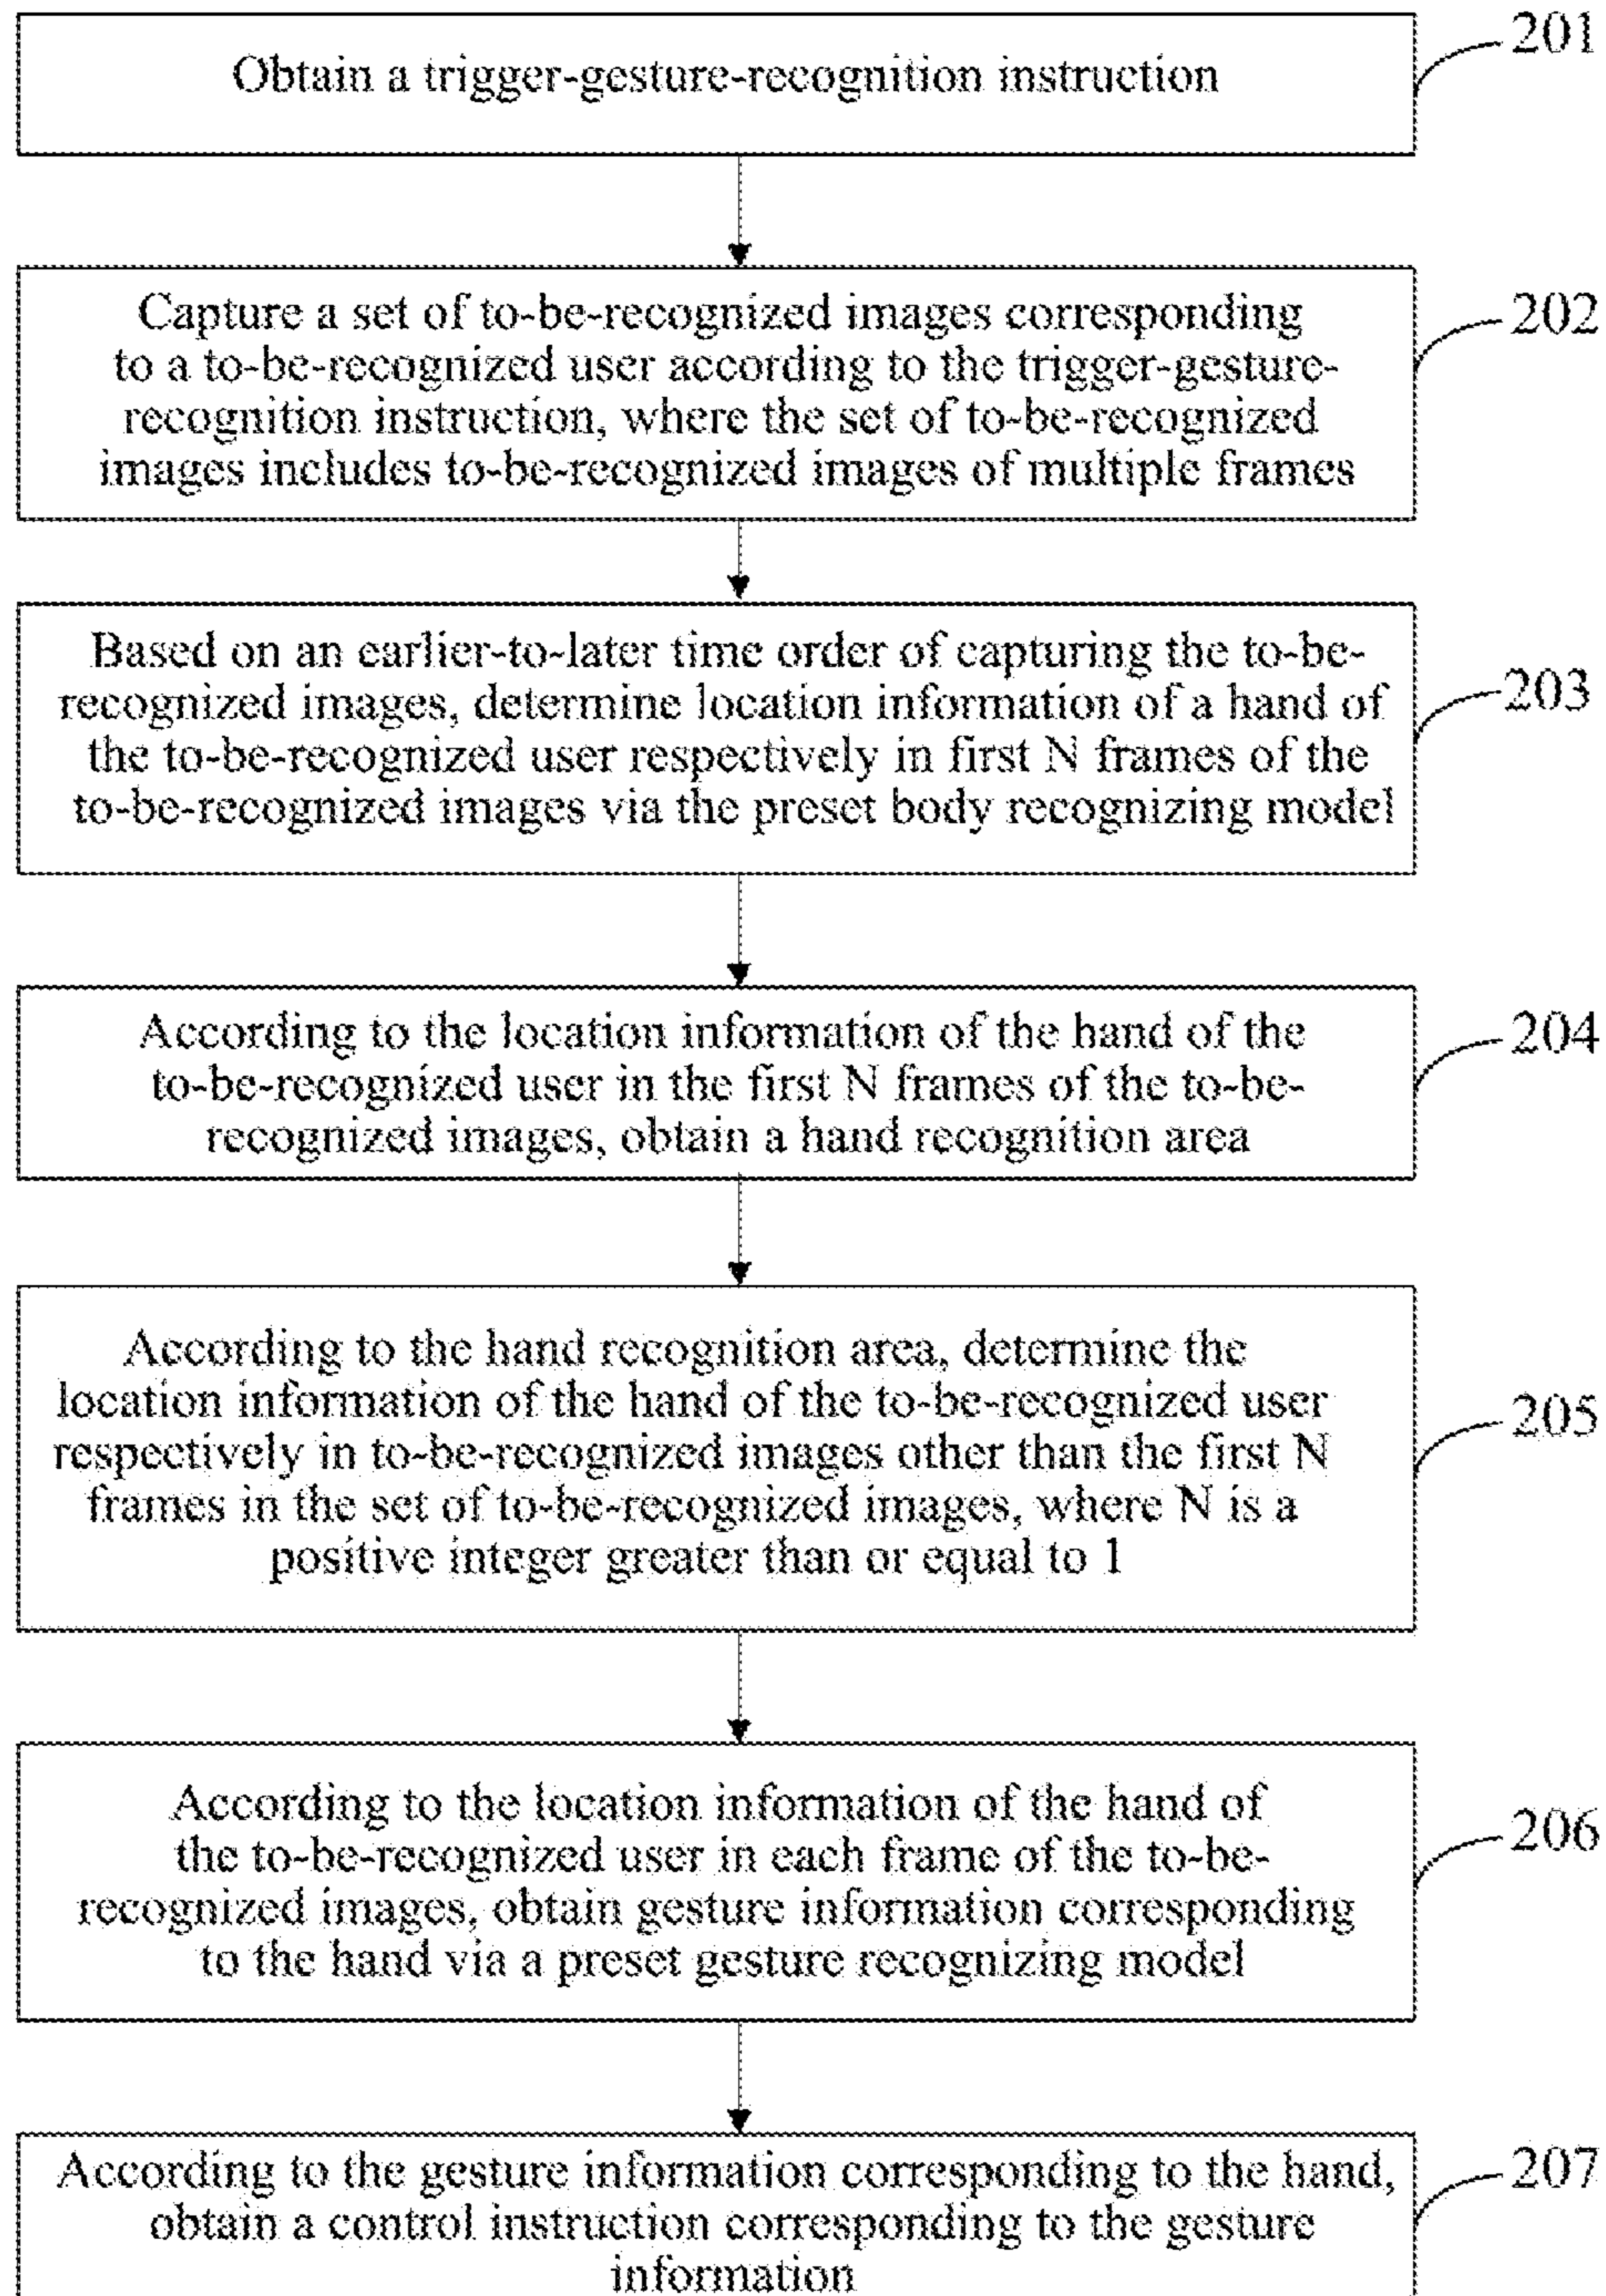 Obtain a trigger-gesture-recognition instruction
201
Capture a set of to-be-recognized images corresponding
to a to-be-recognized user according to the trigger-gesture-
recognition instruction, where the set of to-be-recognized
images includes to-be-recognized images of multiple frames
202
Based on an earlier-to-later time order of capturing the to-be-
recognized images, determine location information of a hand of
the to-be-recognized user respectively in first N frames of the
to-be-recognized images via the preset body recognizing model
203
According to the location information of the hand of the
to-be-recognized user in the first N frames of the to-be-
recognized images, obtain a hand recognition area
204
According to the hand recognition area, determine the
location information of the hand of the to-be-recognized user
respectively in to-be-recognized images other than the first N
frames in the set of to-be-recognized images, where N is a
positive integer greater than or equal to 1
205
According to the location information of the hand of
the to-be-recognized user in each frame of the to-be-
recognized images, obtain gesture information corresponding
to the hand via a preset gesture recognizing model
206
According to the gesture information corresponding to the hand,
obtain a control instruction corresponding to the gesture
information
207